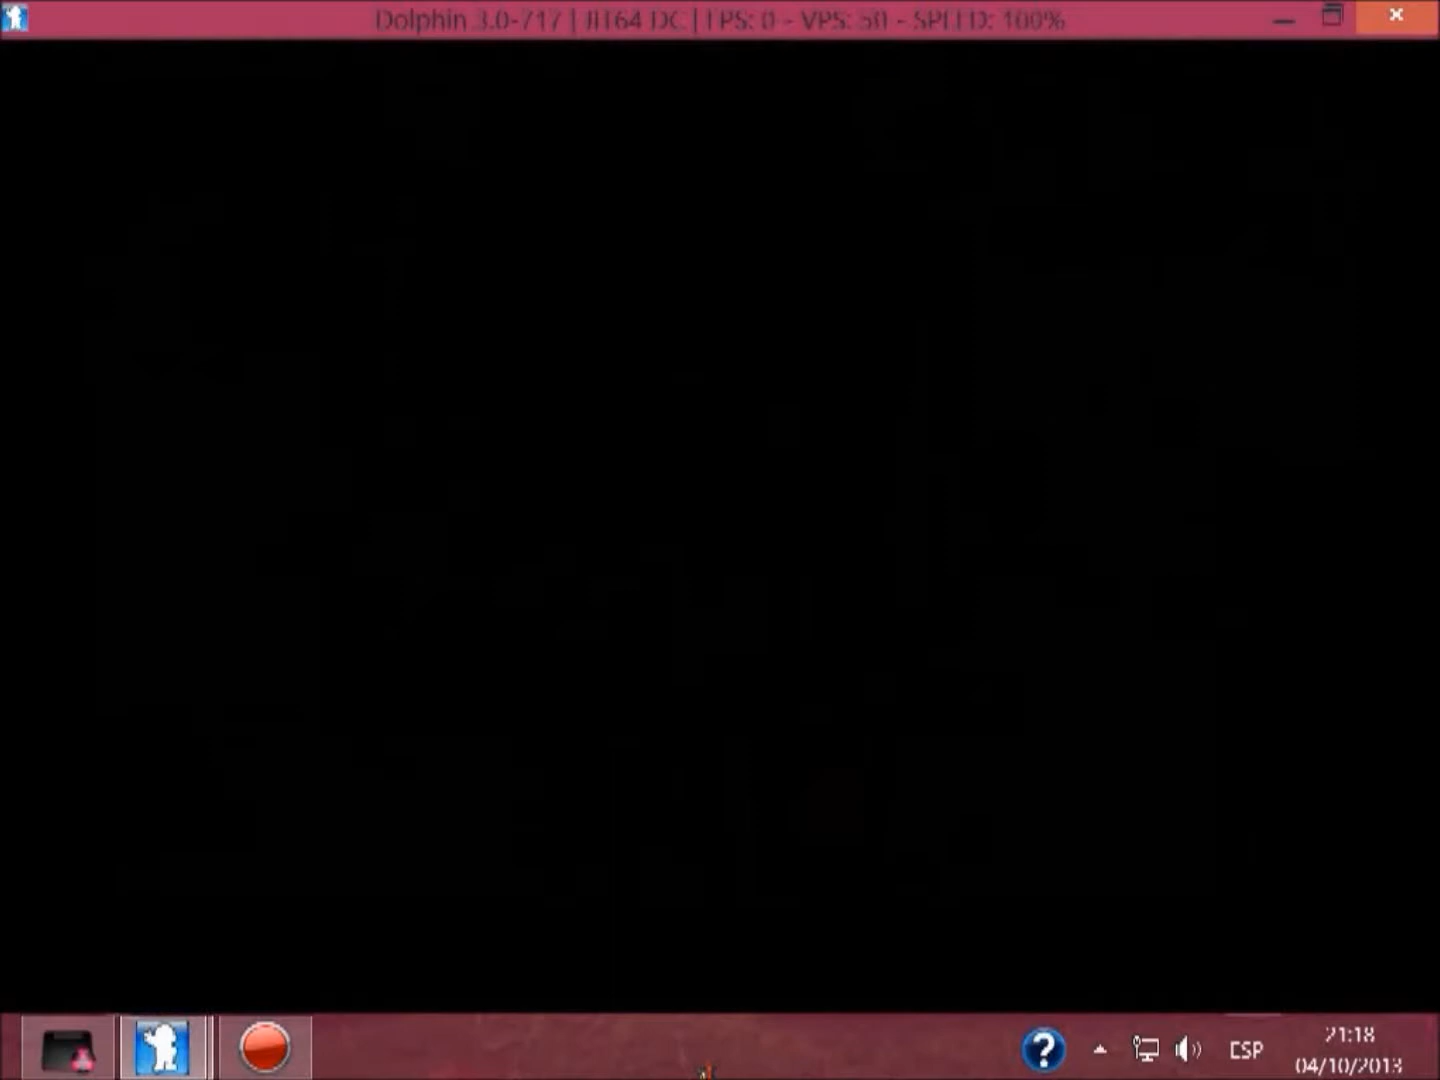 Dolphin 3.0-717 | JIT64 DC | FPS: 0 - VPS: 50 - SPEED: 100%
ESP
21:18
04/10/2013